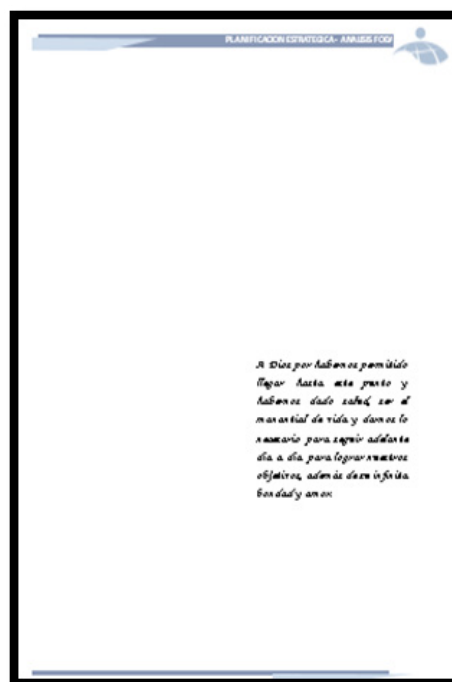 PLANIFICACION ESTRATEGICA - ANALISIS FODA
A Dios por habernos permitido
llegar hasta este punto y
habernos dado salud, ser el
manantial de vida y darnos lo
necesario para seguir adelante
día a día para lograr nuestros
objetivos, además de su infinita
bondad y amor.